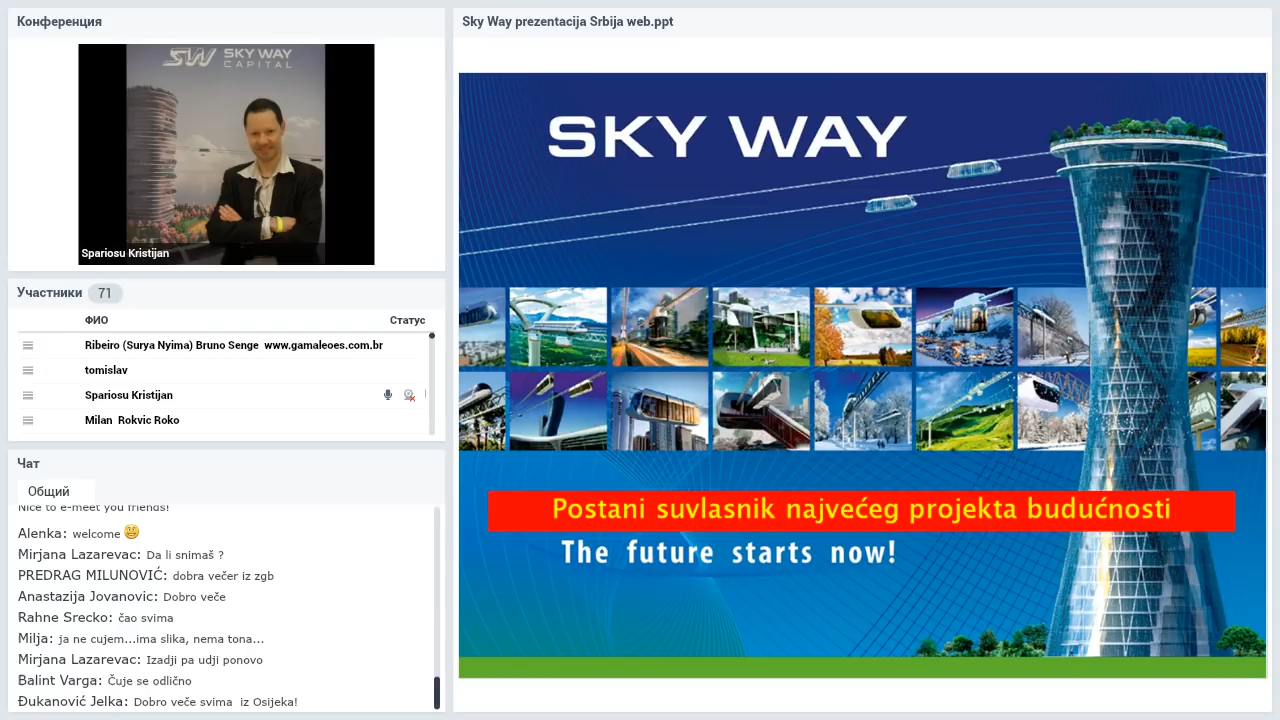 Конференция
SKY WAY
CAPITAL
Spariosu Kristijan
Участники 71
ФИО Статус
Ribeiro (Surya Nyima) Bruno Senge www.gamaleoes.com.br
tomislav
Spariosu Kristijan
Milan Rokvic Roko
Чат
Общий
Nice to e-meet you friends!
Alenka: welcome
Mirjana Lazarevac: Da li snimaš ?
PREDRAG MILUNOVIĆ: dobra večer iz zgb
Anastazija Jovanovic: Dobro veče
Rahne Srecko: čao svima
Milja: ja ne cujem...ima slika, nema tona...
Mirjana Lazarevac: Izadji pa udji ponovo
Balint Varga: Čuje se odlično
Đukanović Jelka: Dobro veče svima iz Osijeka!
Sky Way prezentacija Srbija web.ppt
SKY WAY
Postani suvlasnik najvećeg projekta budućnosti
The future starts now!